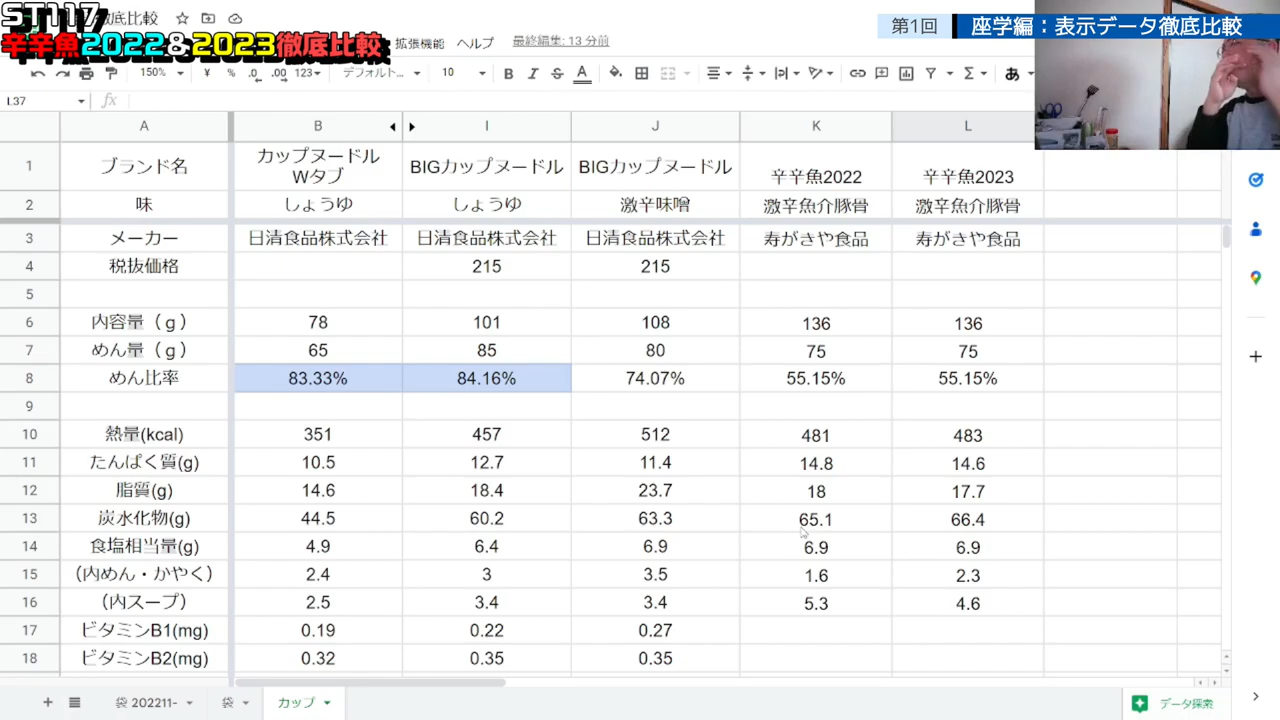 ST117
辛辛魚2022&2023徹底比較
底比較
第1回
座学編：表示データ徹底比較
拡張機能 ヘルプ 最終編集: 13 分前
150% ¥ % .0 .00 123 デフォルト... 10 B I S A あ
L37 fx
A B I J K L
1 ブランド名 カップヌードル Wタブ BIGカップヌードル BIGカップヌードル 辛辛魚2022 辛辛魚2023
2 味 しょうゆ しょうゆ 激辛味噌 激辛魚介豚骨 激辛魚介豚骨
3 メーカー 日清食品株式会社 日清食品株式会社 日清食品株式会社 寿がきや食品 寿がきや食品
4 税抜価格 215 215
5
6 内容量（ｇ） 78 101 108 136 136
7 めん量（ｇ） 65 85 80 75 75
8 めん比率 83.33% 84.16% 74.07% 55.15% 55.15%
9
10 熱量(kcal) 351 457 512 481 483
11 たんぱく質(g) 10.5 12.7 11.4 14.8 14.6
12 脂質(g) 14.6 18.4 23.7 18 17.7
13 炭水化物(g) 44.5 60.2 63.3 65.1 66.4
14 食塩相当量(g) 4.9 6.4 6.9 6.9 6.9
15 （内めん・かやく） 2.4 3 3.5 1.6 2.3
16 （内スープ） 2.5 3.4 3.4 5.3 4.6
17 ビタミンB1(mg) 0.19 0.22 0.27
18 ビタミンB2(mg) 0.32 0.35 0.35
袋 202211- 袋 カップ データ探索